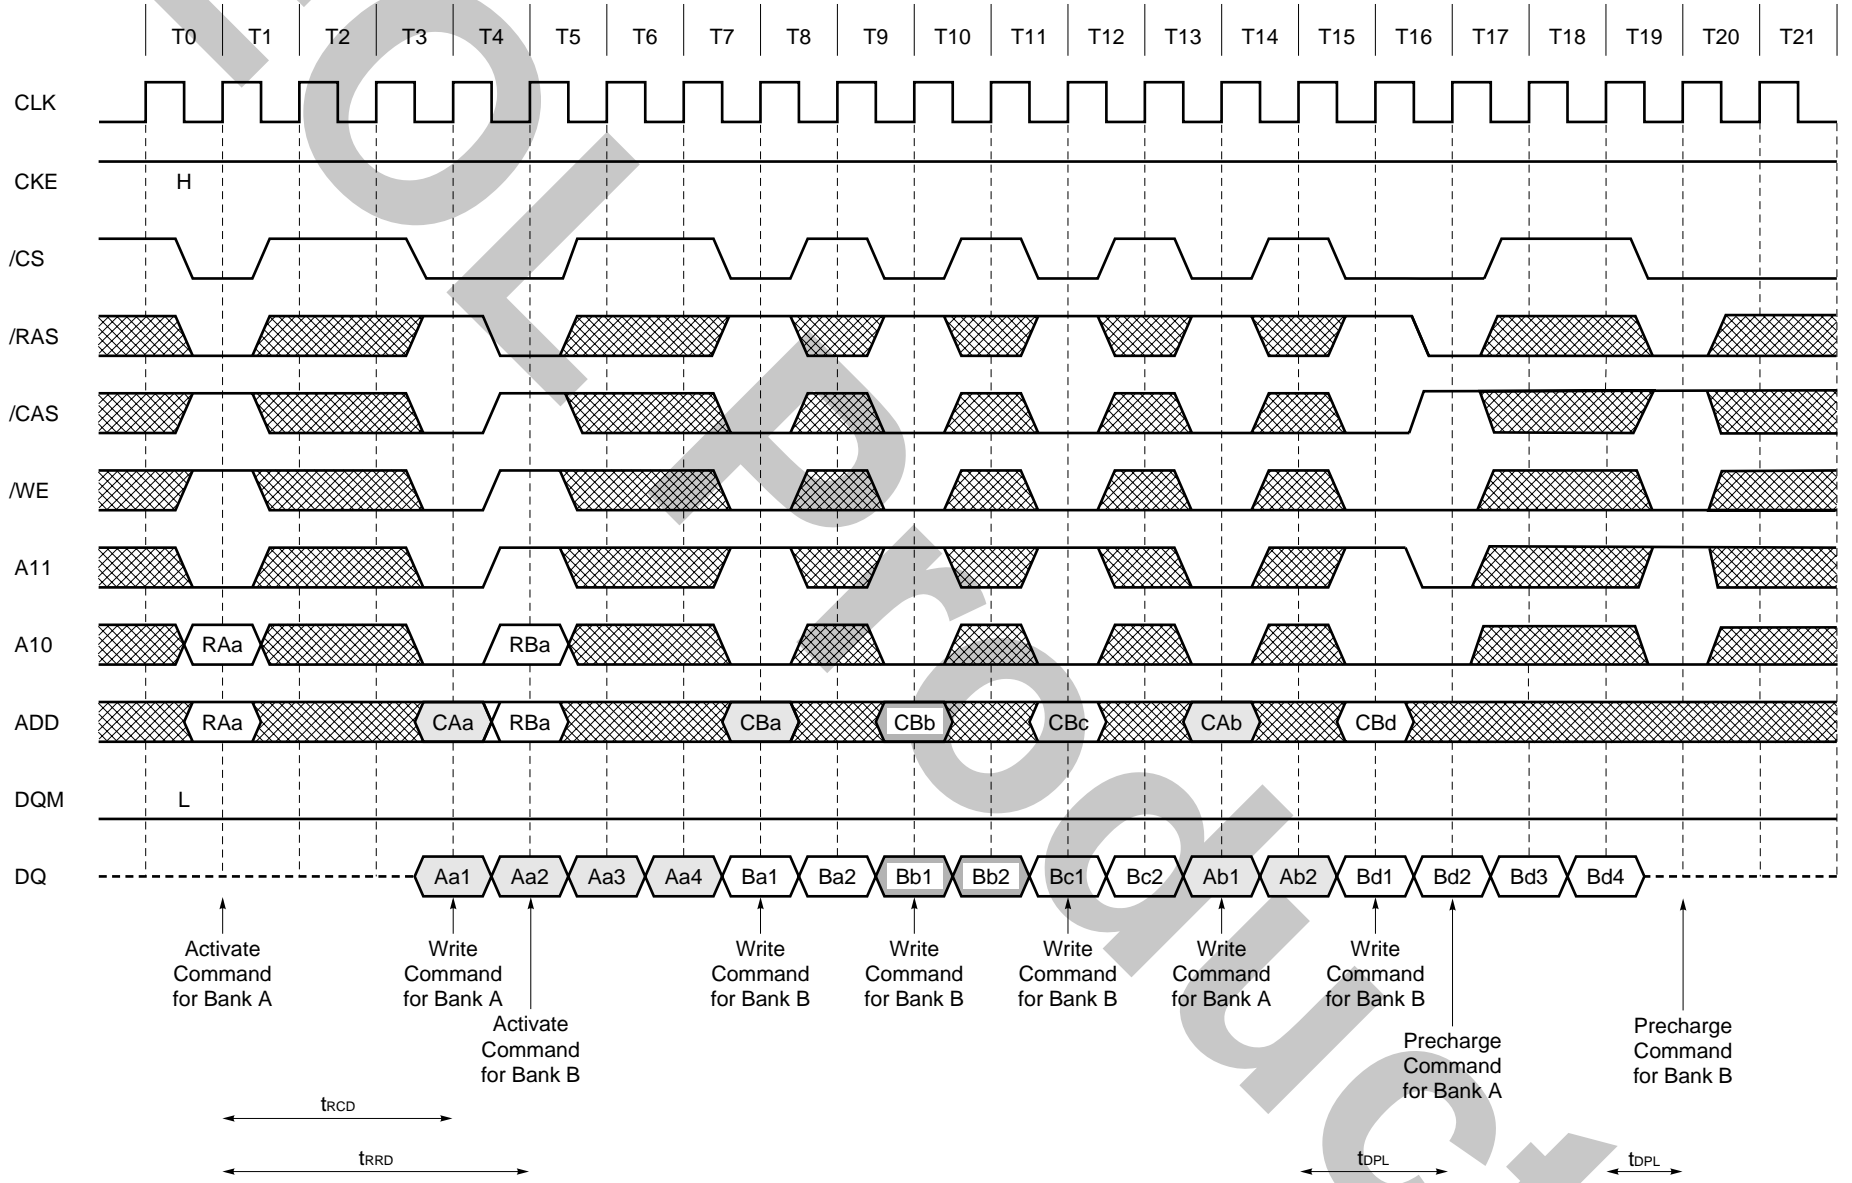 T0 T1 T2 T3 T4 T5 T6 T7 T8 T9 T10 T11 T12 T13 T14 T15 T16 T17 T18 T19 T20 T21
CLK
CKE H
/CS
/RAS
/CAS
/WE
A11
A10 RAa RBa
ADD RAa CAa RBa CBa CBb CBc CAb CBd
DQM L
DQ Aa1 Aa2 Aa3 Aa4 Ba1 Ba2 Bb1 Bb2 Bc1 Bc2 Ab1 Ab2 Bd1 Bd2 Bd3 Bd4
Activate
Command
for Bank A
Write
Command
for Bank A
Activate
Command
for Bank B
Write
Command
for Bank B
Write
Command
for Bank B
Write
Command
for Bank B
Write
Command
for Bank A
Write
Command
for Bank B
Precharge
Command
for Bank A
Precharge
Command
for Bank B
tRCD
tRRD
tDPL
tDPL
Product